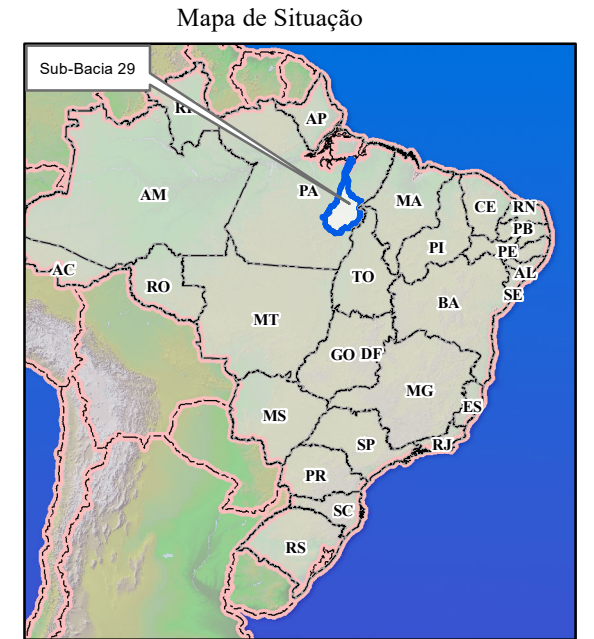 Mapa de Situação
Sub-Bacia 29
AP
AM
PA
MA
CE
RN
PB
PI
PE
AC
AL
RO
TO
SE
BA
MT
GO
DF
MG
MS
ES
SP
RJ
PR
SC
RS